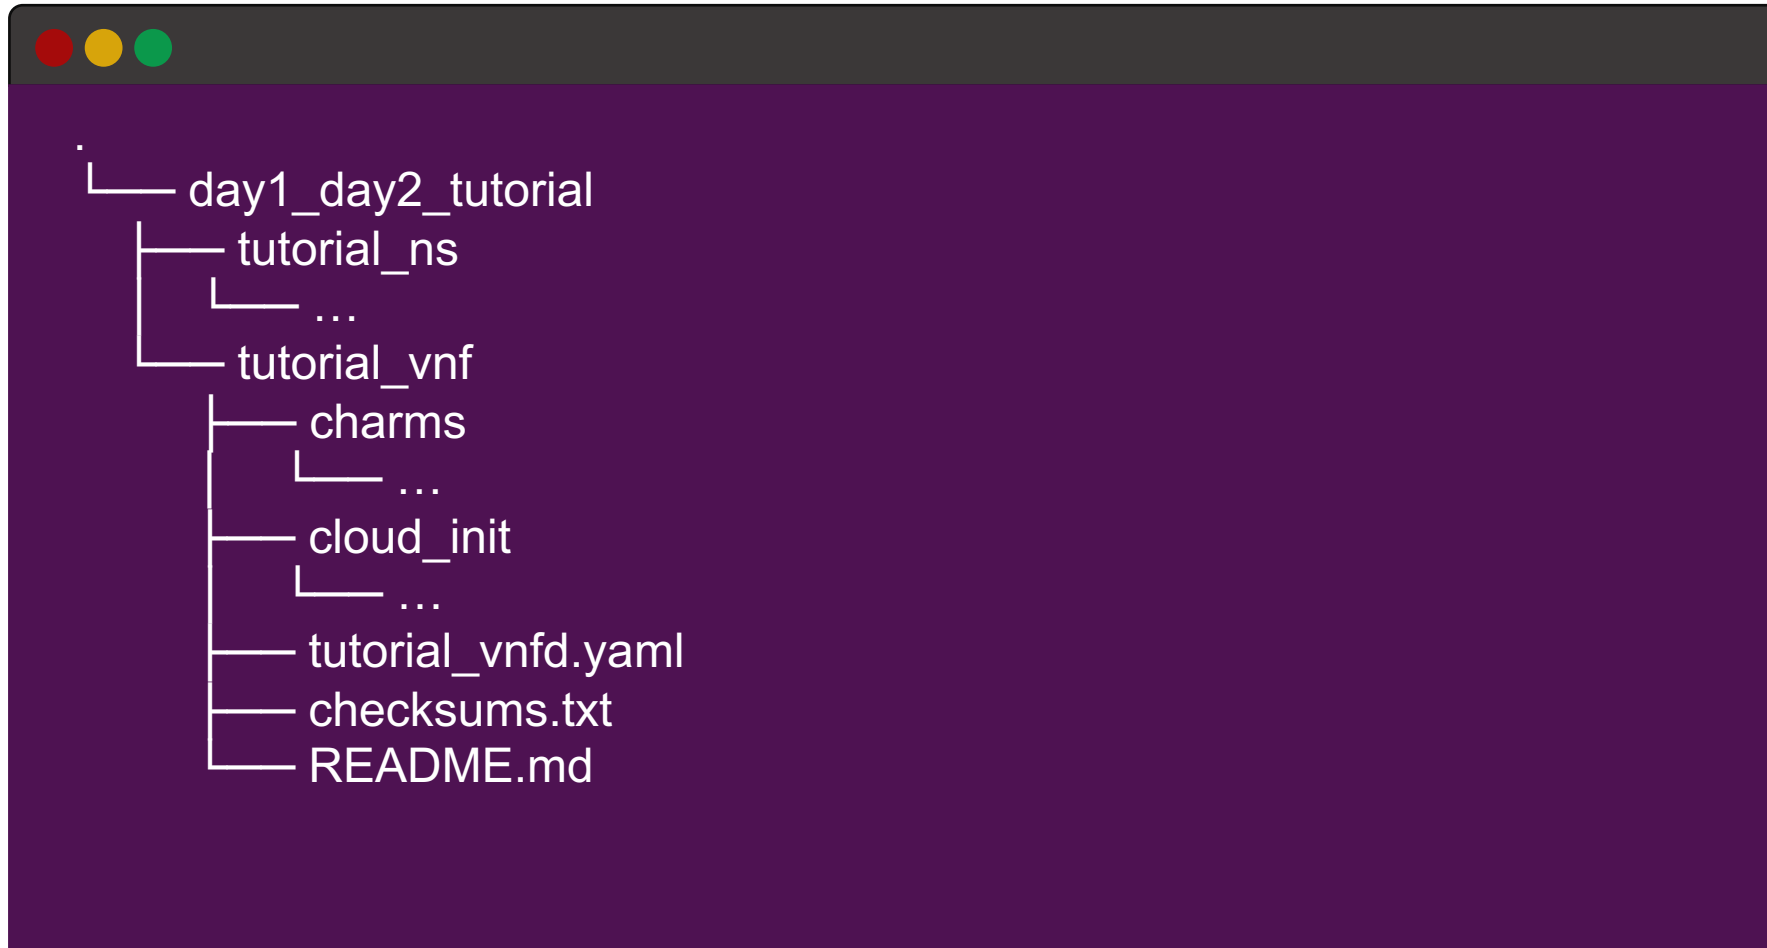 .
└── day1_day2_tutorial
├── tutorial_ns
│ └── …
└── tutorial_vnf
├── charms
│ └── …
├── cloud_init
│ └── …
├── tutorial_vnfd.yaml
├── checksums.txt
└── README.md